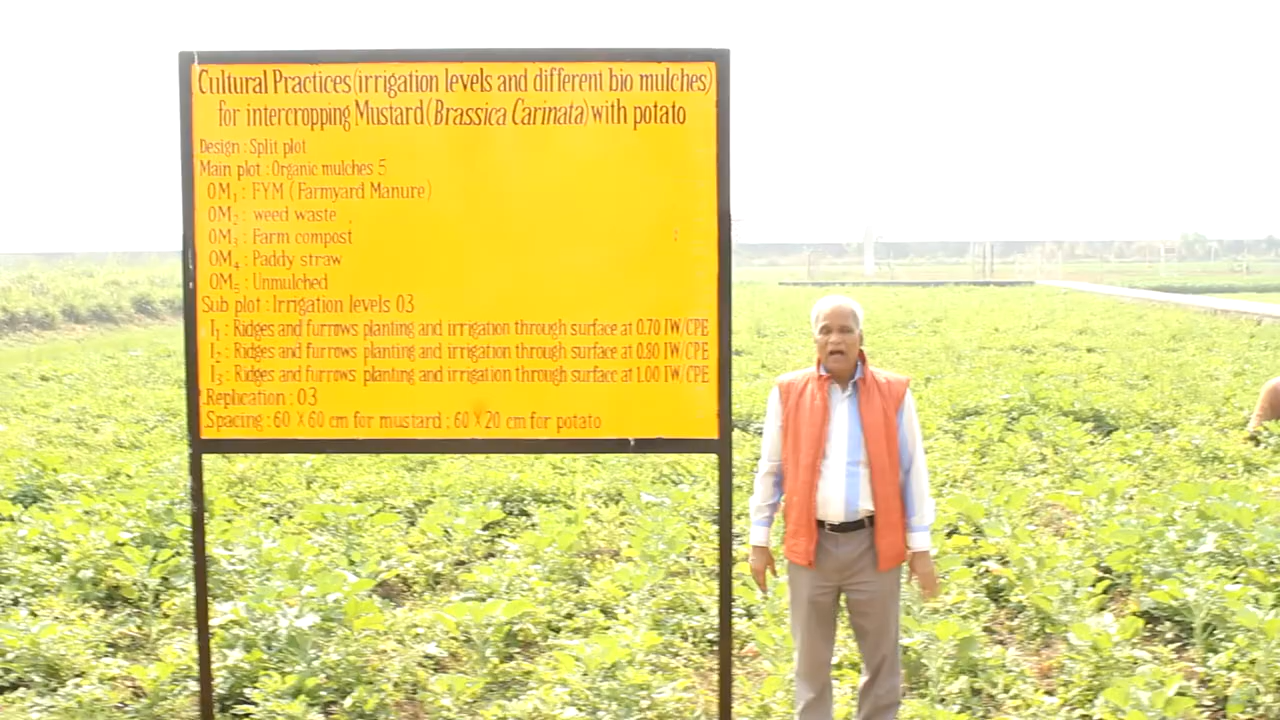 Cultural Practices (irrigation levels and different bio mulches)
for intercropping Mustard (Brassica Carinata) with potato
Design : Split plot
Main plot : Organic mulches 5
OM₁ : FYM (Farmyard Manure)
OM₂ : weed waste
OM₃ : Farm compost
OM₄ : Paddy straw
OM₅ : Unmulched
Sub plot : Irrigation levels 03
I₁ : Ridges and furrows planting and irrigation through surface at 0.70 IW/CPE
I₂ : Ridges and furrows planting and irrigation through surface at 0.80 IW/CPE
I₃ : Ridges and furrows planting and irrigation through surface at 1.00 IW/CPE
Replication : 03
Spacing : 60 X 60 cm for mustard : 60 X 20 cm for potato